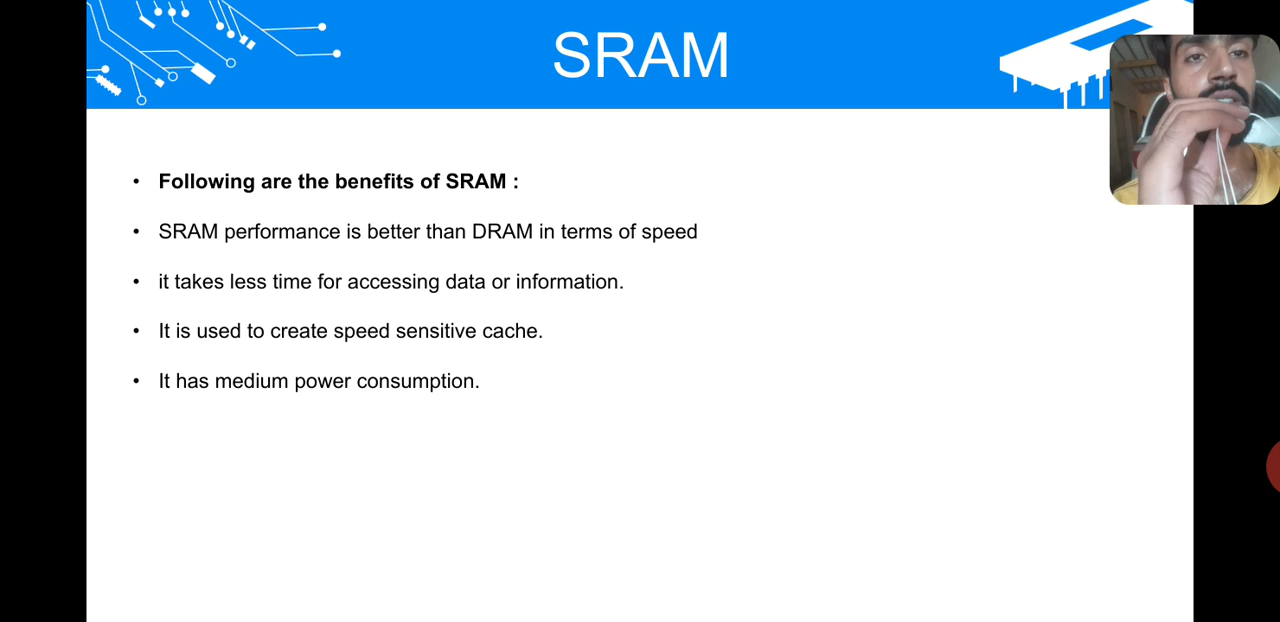 SRAM
• Following are the benefits of SRAM :
• SRAM performance is better than DRAM in terms of speed
• it takes less time for accessing data or information.
• It is used to create speed sensitive cache.
• It has medium power consumption.